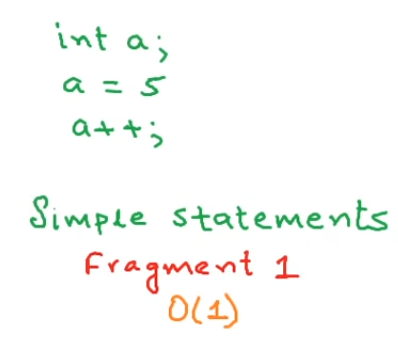 int a;
a = 5
a++;
Simple statements
Fragment 1
O(1)